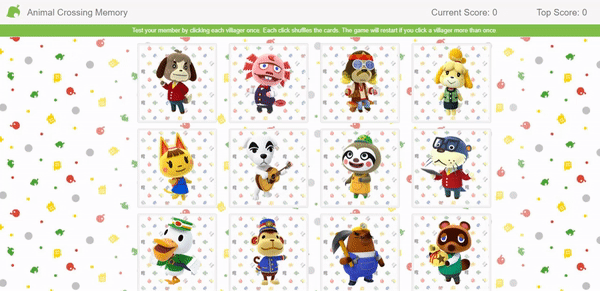 Animal Crossing Memory
Current Score: 0
Top Score: 0
Test your member by clicking each villager once. Each click shuffles the cards. The game will restart if you click a villager more than once